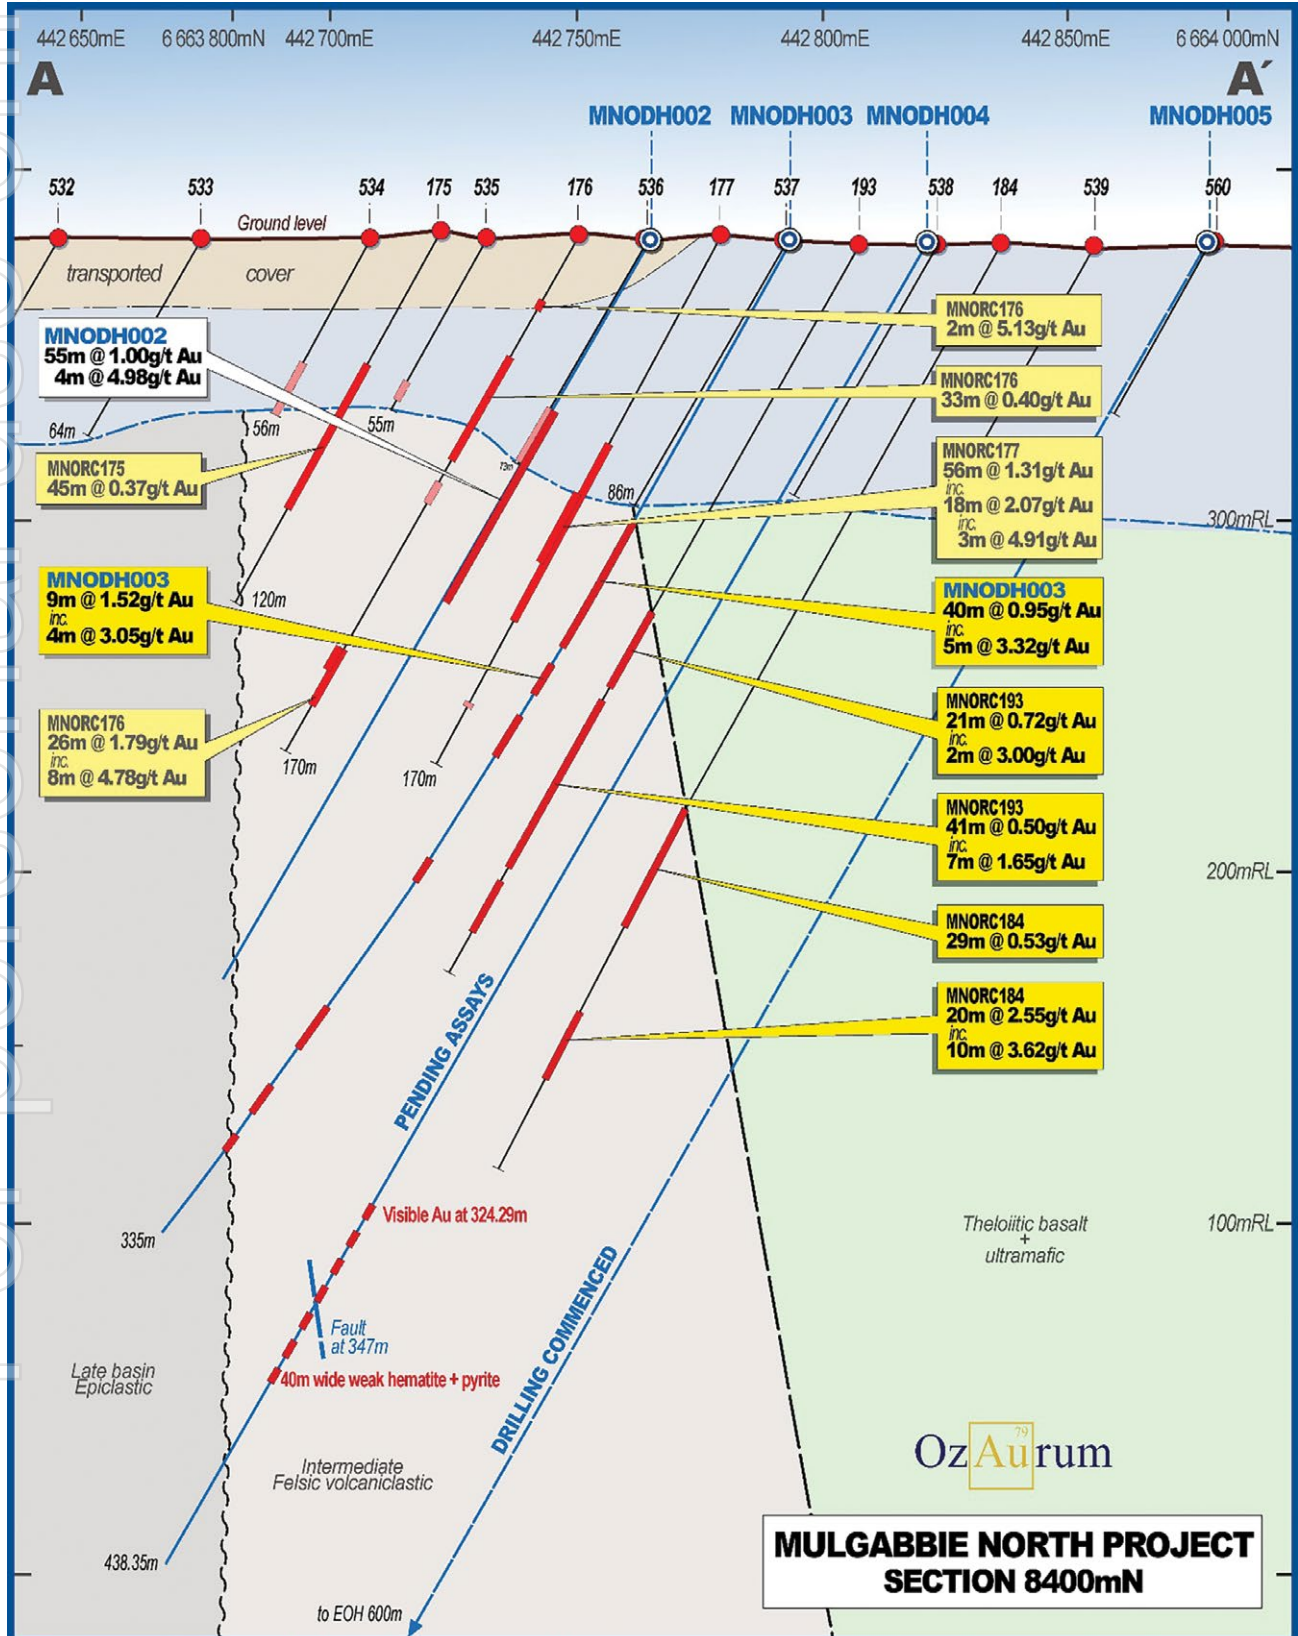 442 650mE 6 663 800mN 442 700mE 442 750mE 442 800mE 442 850mE 6 664 000mN
A A´
MNODH002 MNODH003 MNODH004 MNODH005
532 533 534 175 535 176 536 177 537 193 538 184 539 560
Ground level
transported cover
MNODH002
55m @ 1.00g/t Au
4m @ 4.98g/t Au
MNORC176
2m @ 5.13g/t Au
MNORC176
33m @ 0.40g/t Au
64m
56m
55m
73m
86m
MNORC175
45m @ 0.37g/t Au
MNORC177
56m @ 1.31g/t Au
inc.
18m @ 2.07g/t Au
inc.
3m @ 4.91g/t Au
300mRL
MNODH003
9m @ 1.52g/t Au
inc.
4m @ 3.05g/t Au
120m
MNODH003
40m @ 0.95g/t Au
inc.
5m @ 3.32g/t Au
MNORC176
26m @ 1.79g/t Au
inc.
8m @ 4.78g/t Au
170m
170m
MNORC193
21m @ 0.72g/t Au
inc.
2m @ 3.00g/t Au
MNORC193
41m @ 0.50g/t Au
inc.
7m @ 1.65g/t Au
200mRL
MNORC184
29m @ 0.53g/t Au
MNORC184
20m @ 2.55g/t Au
inc.
10m @ 3.62g/t Au
PENDING ASSAYS
335m
Visible Au at 324.29m
100mRL
Theloiitic basalt
+
ultramafic
Fault
at 347m
40m wide weak hematite + pyrite
DRILLING COMMENCED
Late basin
Epiclastic
Intermediate
Felsic volcaniclastic
438.35m
to EOH 600m
79
OzAurum
MULGABBIE NORTH PROJECT
SECTION 8400mN